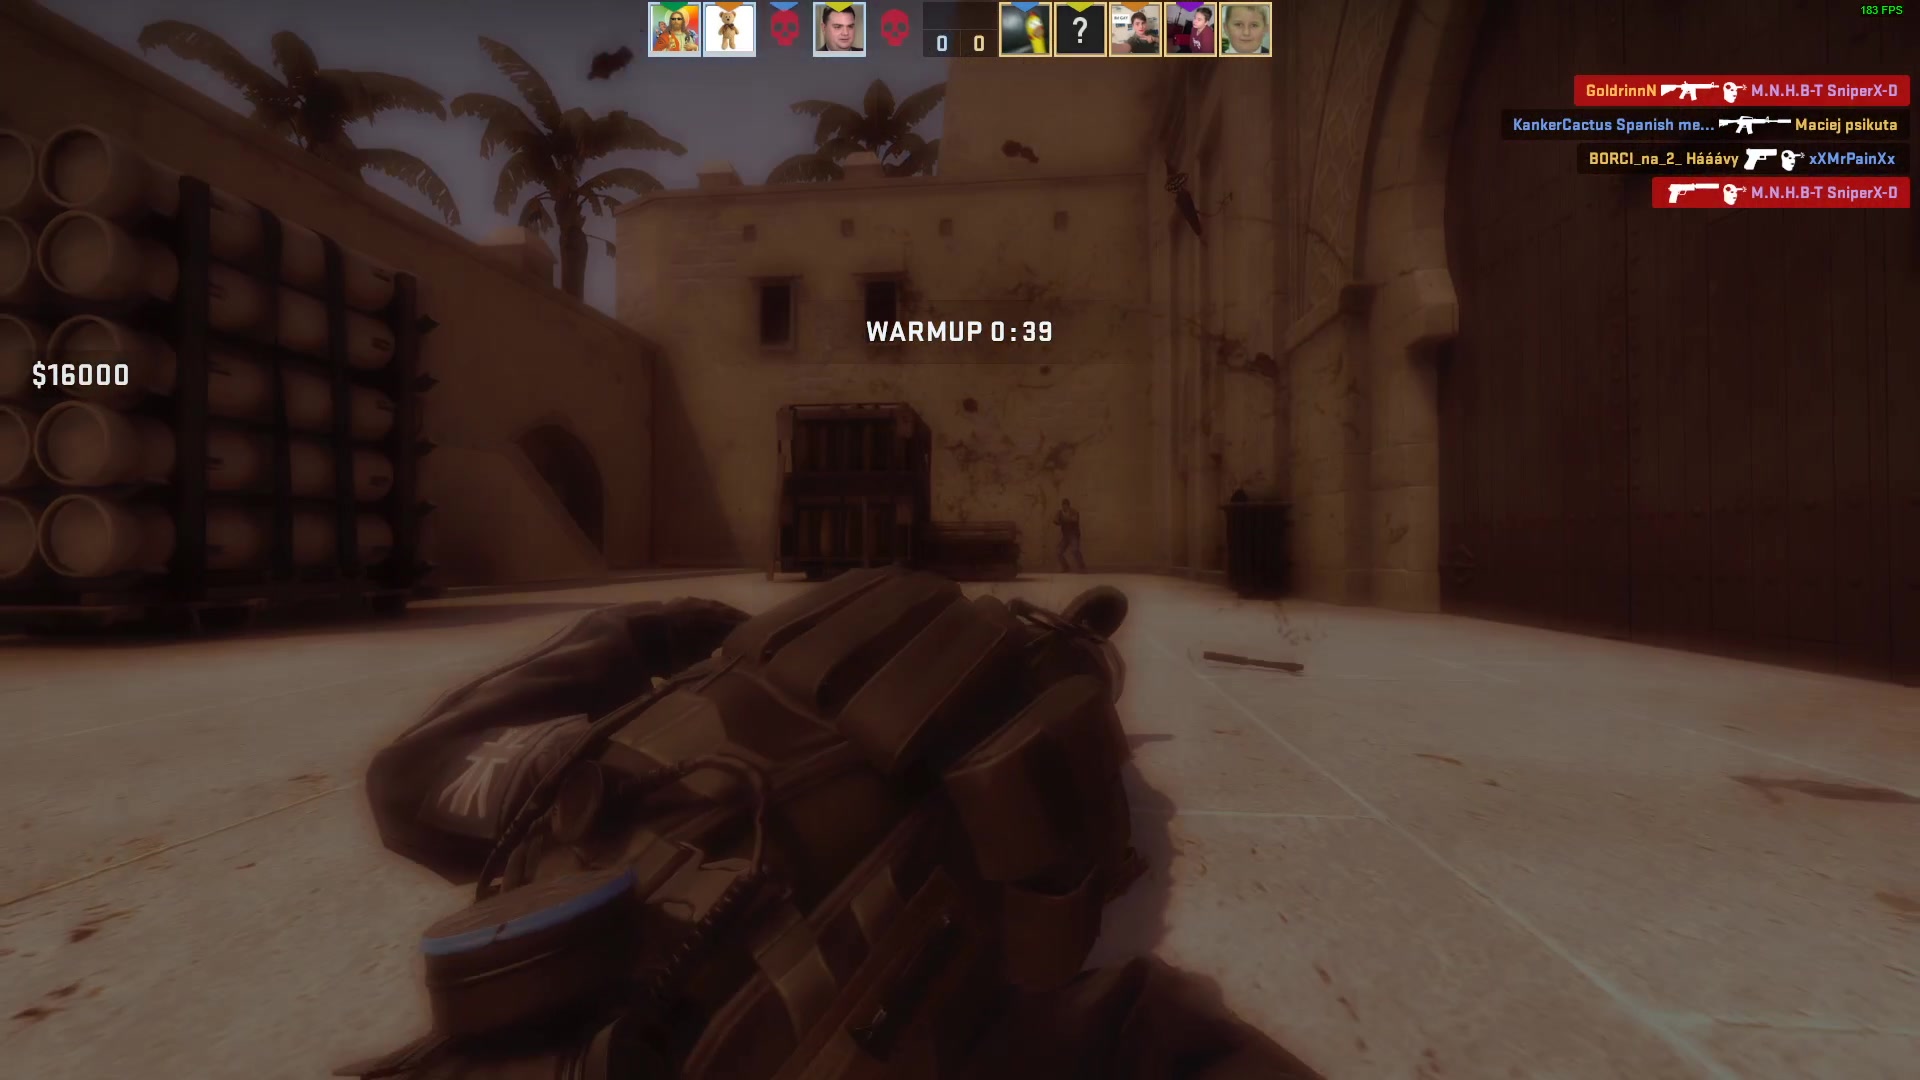 183 FPS
0 0
?
GoldrinnN M.N.H.B-T SniperX-D
KankerCactus Spanish me... Maciej psikuta
BORCI_na_2_ Hááávy xXMrPainXx
M.N.H.B-T SniperX-D
WARMUP 0:39
$16000